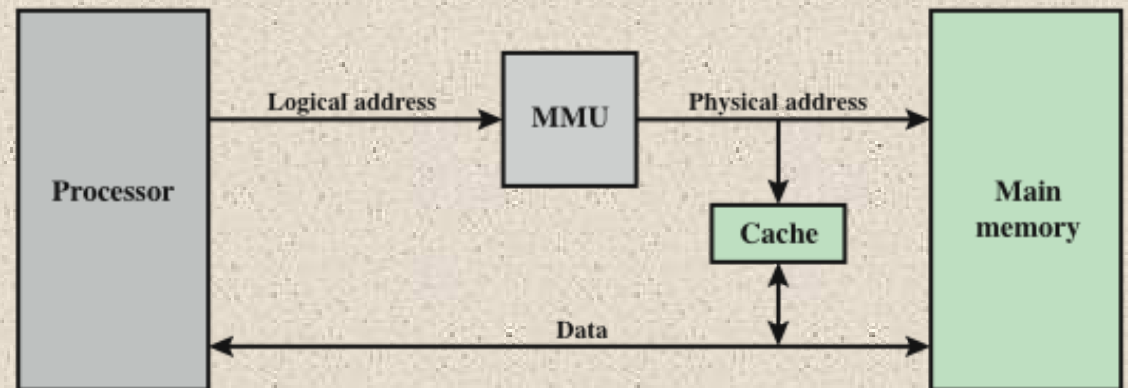 Logical address
MMU
Physical address
Processor
Main
memory
Cache
Data